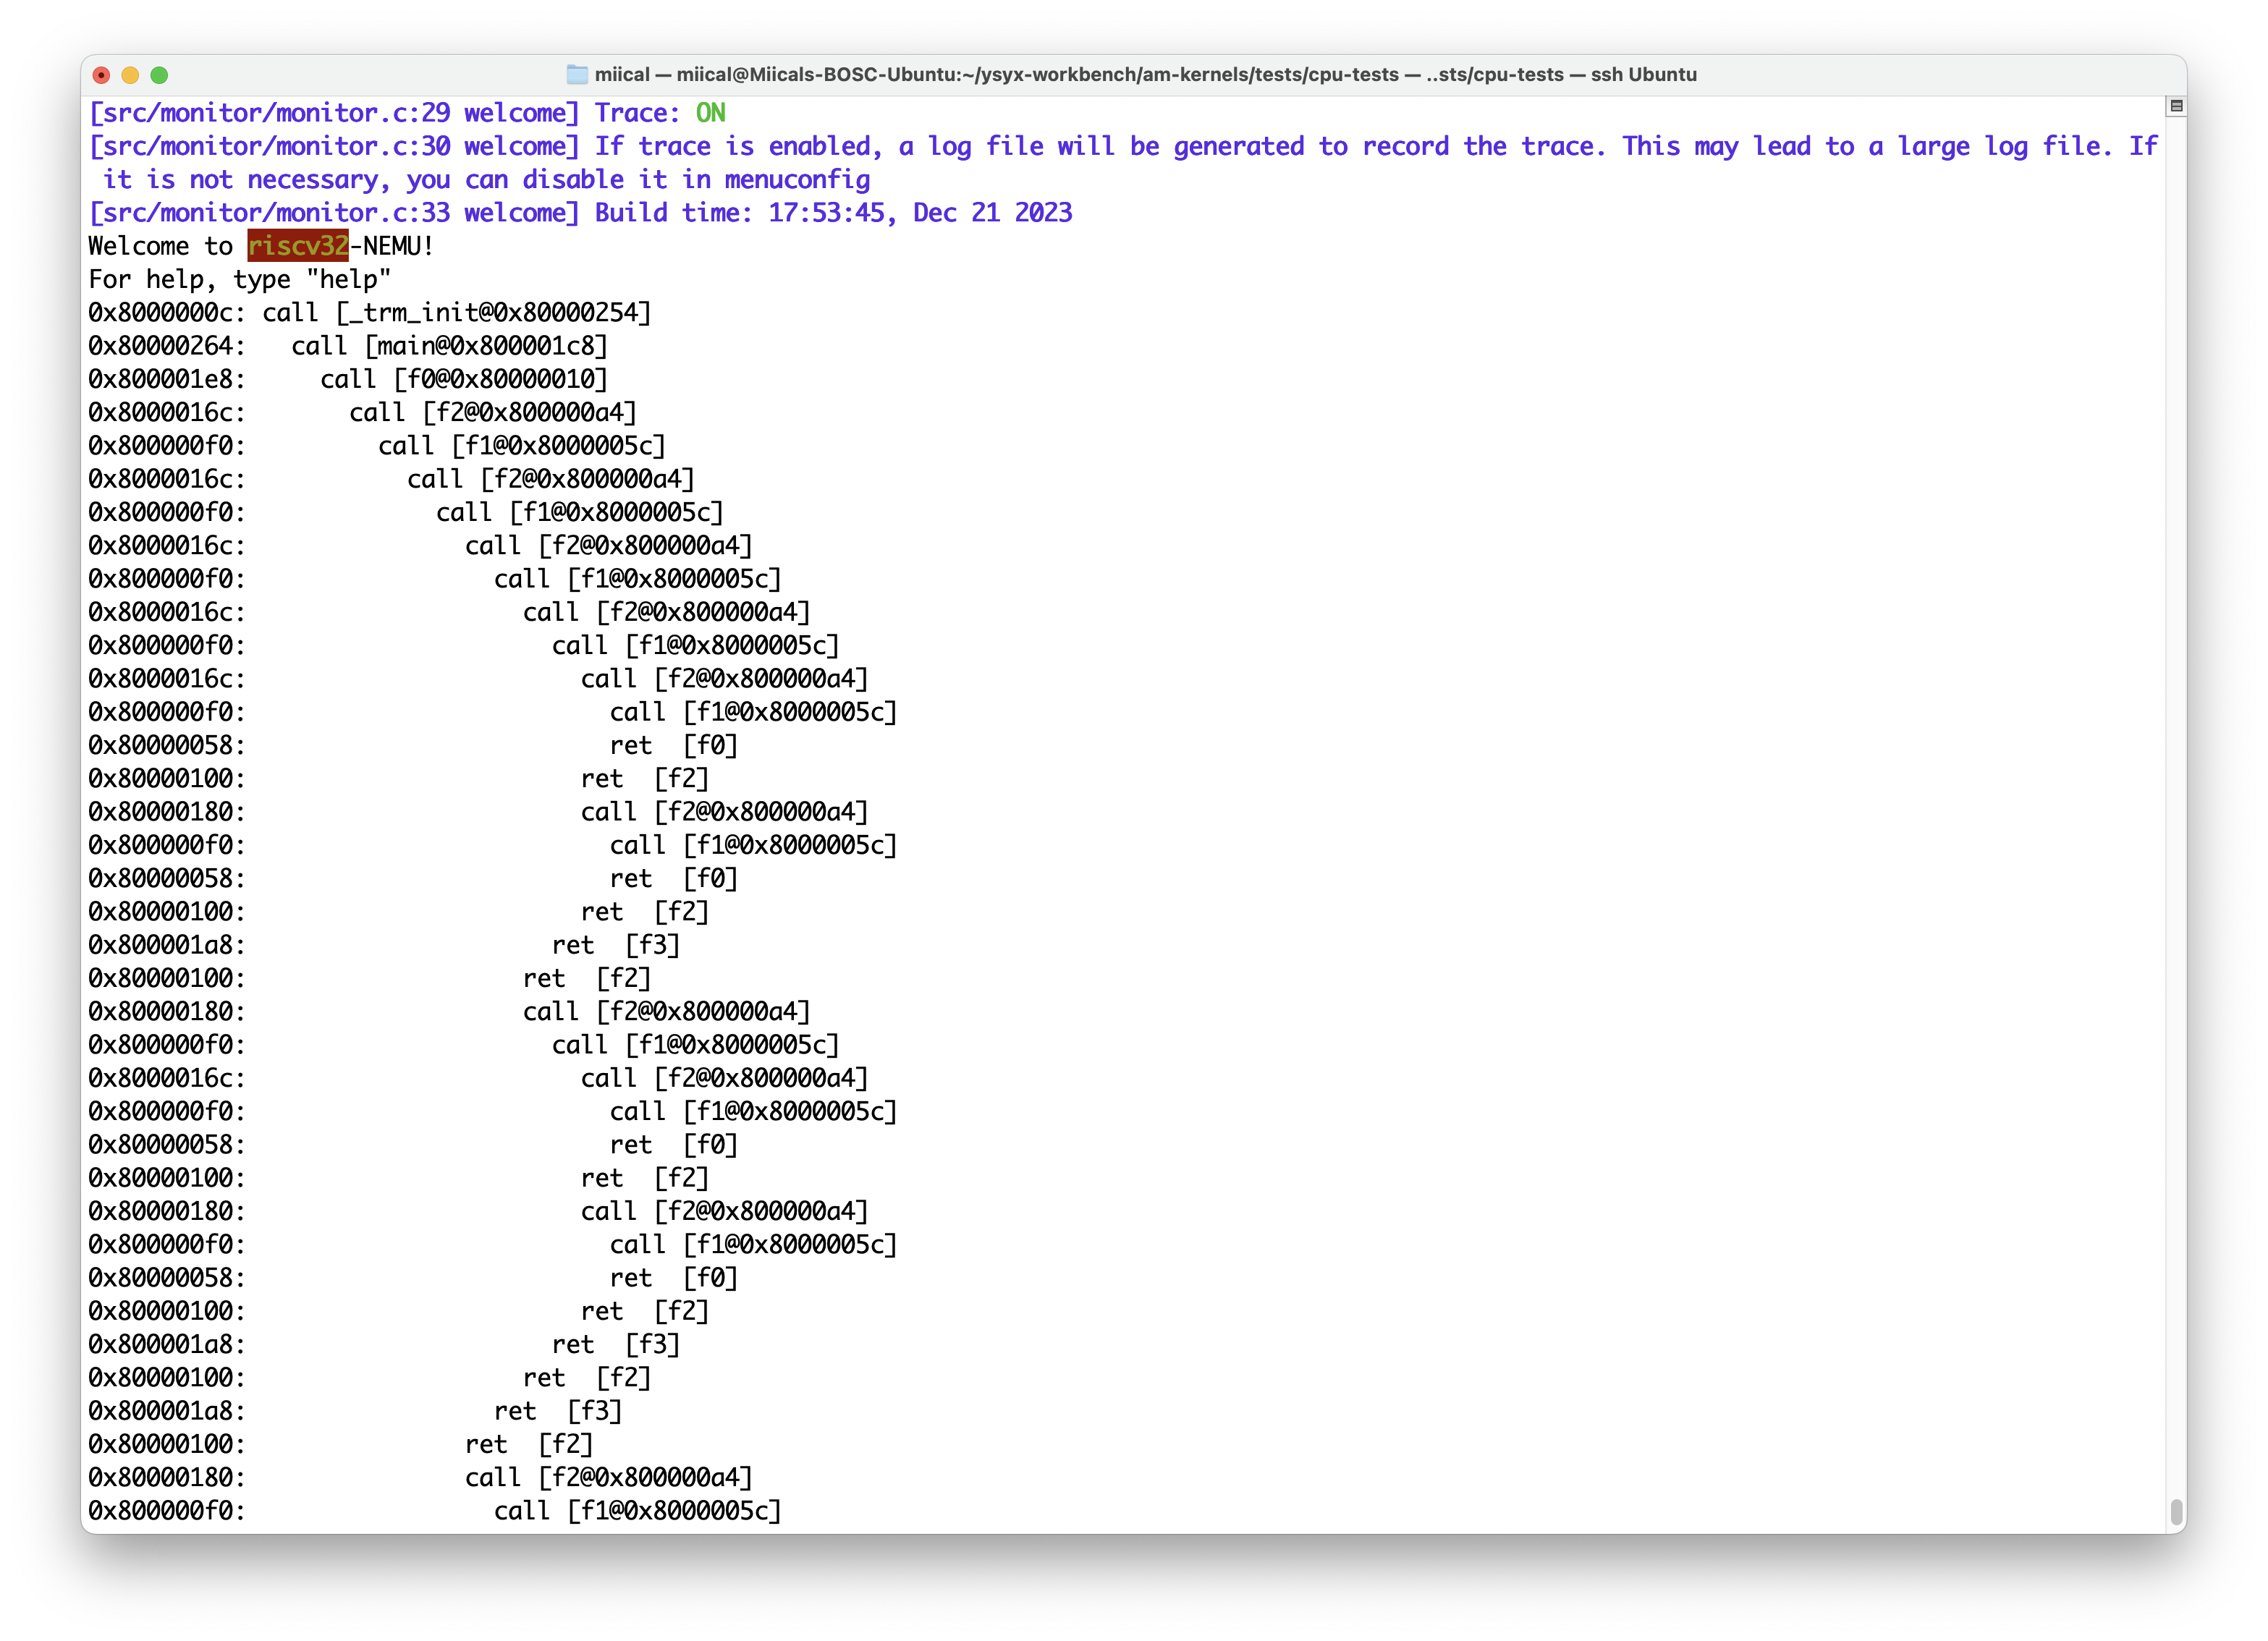 miical — miical@Miicals-BOSC-Ubuntu:~/ysyx-workbench/am-kernels/tests/cpu-tests — ..sts/cpu-tests — ssh Ubuntu
[src/monitor/monitor.c:29 welcome] Trace: ON
[src/monitor/monitor.c:30 welcome] If trace is enabled, a log file will be generated to record the trace. This may lead to a large log file. If
 it is not necessary, you can disable it in menuconfig
[src/monitor/monitor.c:33 welcome] Build time: 17:53:45, Dec 21 2023
Welcome to riscv32-NEMU!
For help, type "help"
0x8000000c: call [_trm_init@0x80000254]
0x80000264:   call [main@0x800001c8]
0x800001e8:     call [f0@0x80000010]
0x8000016c:       call [f2@0x800000a4]
0x800000f0:         call [f1@0x8000005c]
0x8000016c:           call [f2@0x800000a4]
0x800000f0:             call [f1@0x8000005c]
0x8000016c:               call [f2@0x800000a4]
0x800000f0:                 call [f1@0x8000005c]
0x8000016c:                   call [f2@0x800000a4]
0x800000f0:                     call [f1@0x8000005c]
0x8000016c:                       call [f2@0x800000a4]
0x800000f0:                         call [f1@0x8000005c]
0x80000058:                         ret  [f0]
0x80000100:                       ret  [f2]
0x80000180:                       call [f2@0x800000a4]
0x800000f0:                         call [f1@0x8000005c]
0x80000058:                         ret  [f0]
0x80000100:                       ret  [f2]
0x800001a8:                     ret  [f3]
0x80000100:                   ret  [f2]
0x80000180:                   call [f2@0x800000a4]
0x800000f0:                     call [f1@0x8000005c]
0x8000016c:                       call [f2@0x800000a4]
0x800000f0:                         call [f1@0x8000005c]
0x80000058:                         ret  [f0]
0x80000100:                       ret  [f2]
0x80000180:                       call [f2@0x800000a4]
0x800000f0:                         call [f1@0x8000005c]
0x80000058:                         ret  [f0]
0x80000100:                       ret  [f2]
0x800001a8:                     ret  [f3]
0x80000100:                   ret  [f2]
0x800001a8:                 ret  [f3]
0x80000100:               ret  [f2]
0x80000180:               call [f2@0x800000a4]
0x800000f0:                 call [f1@0x8000005c]